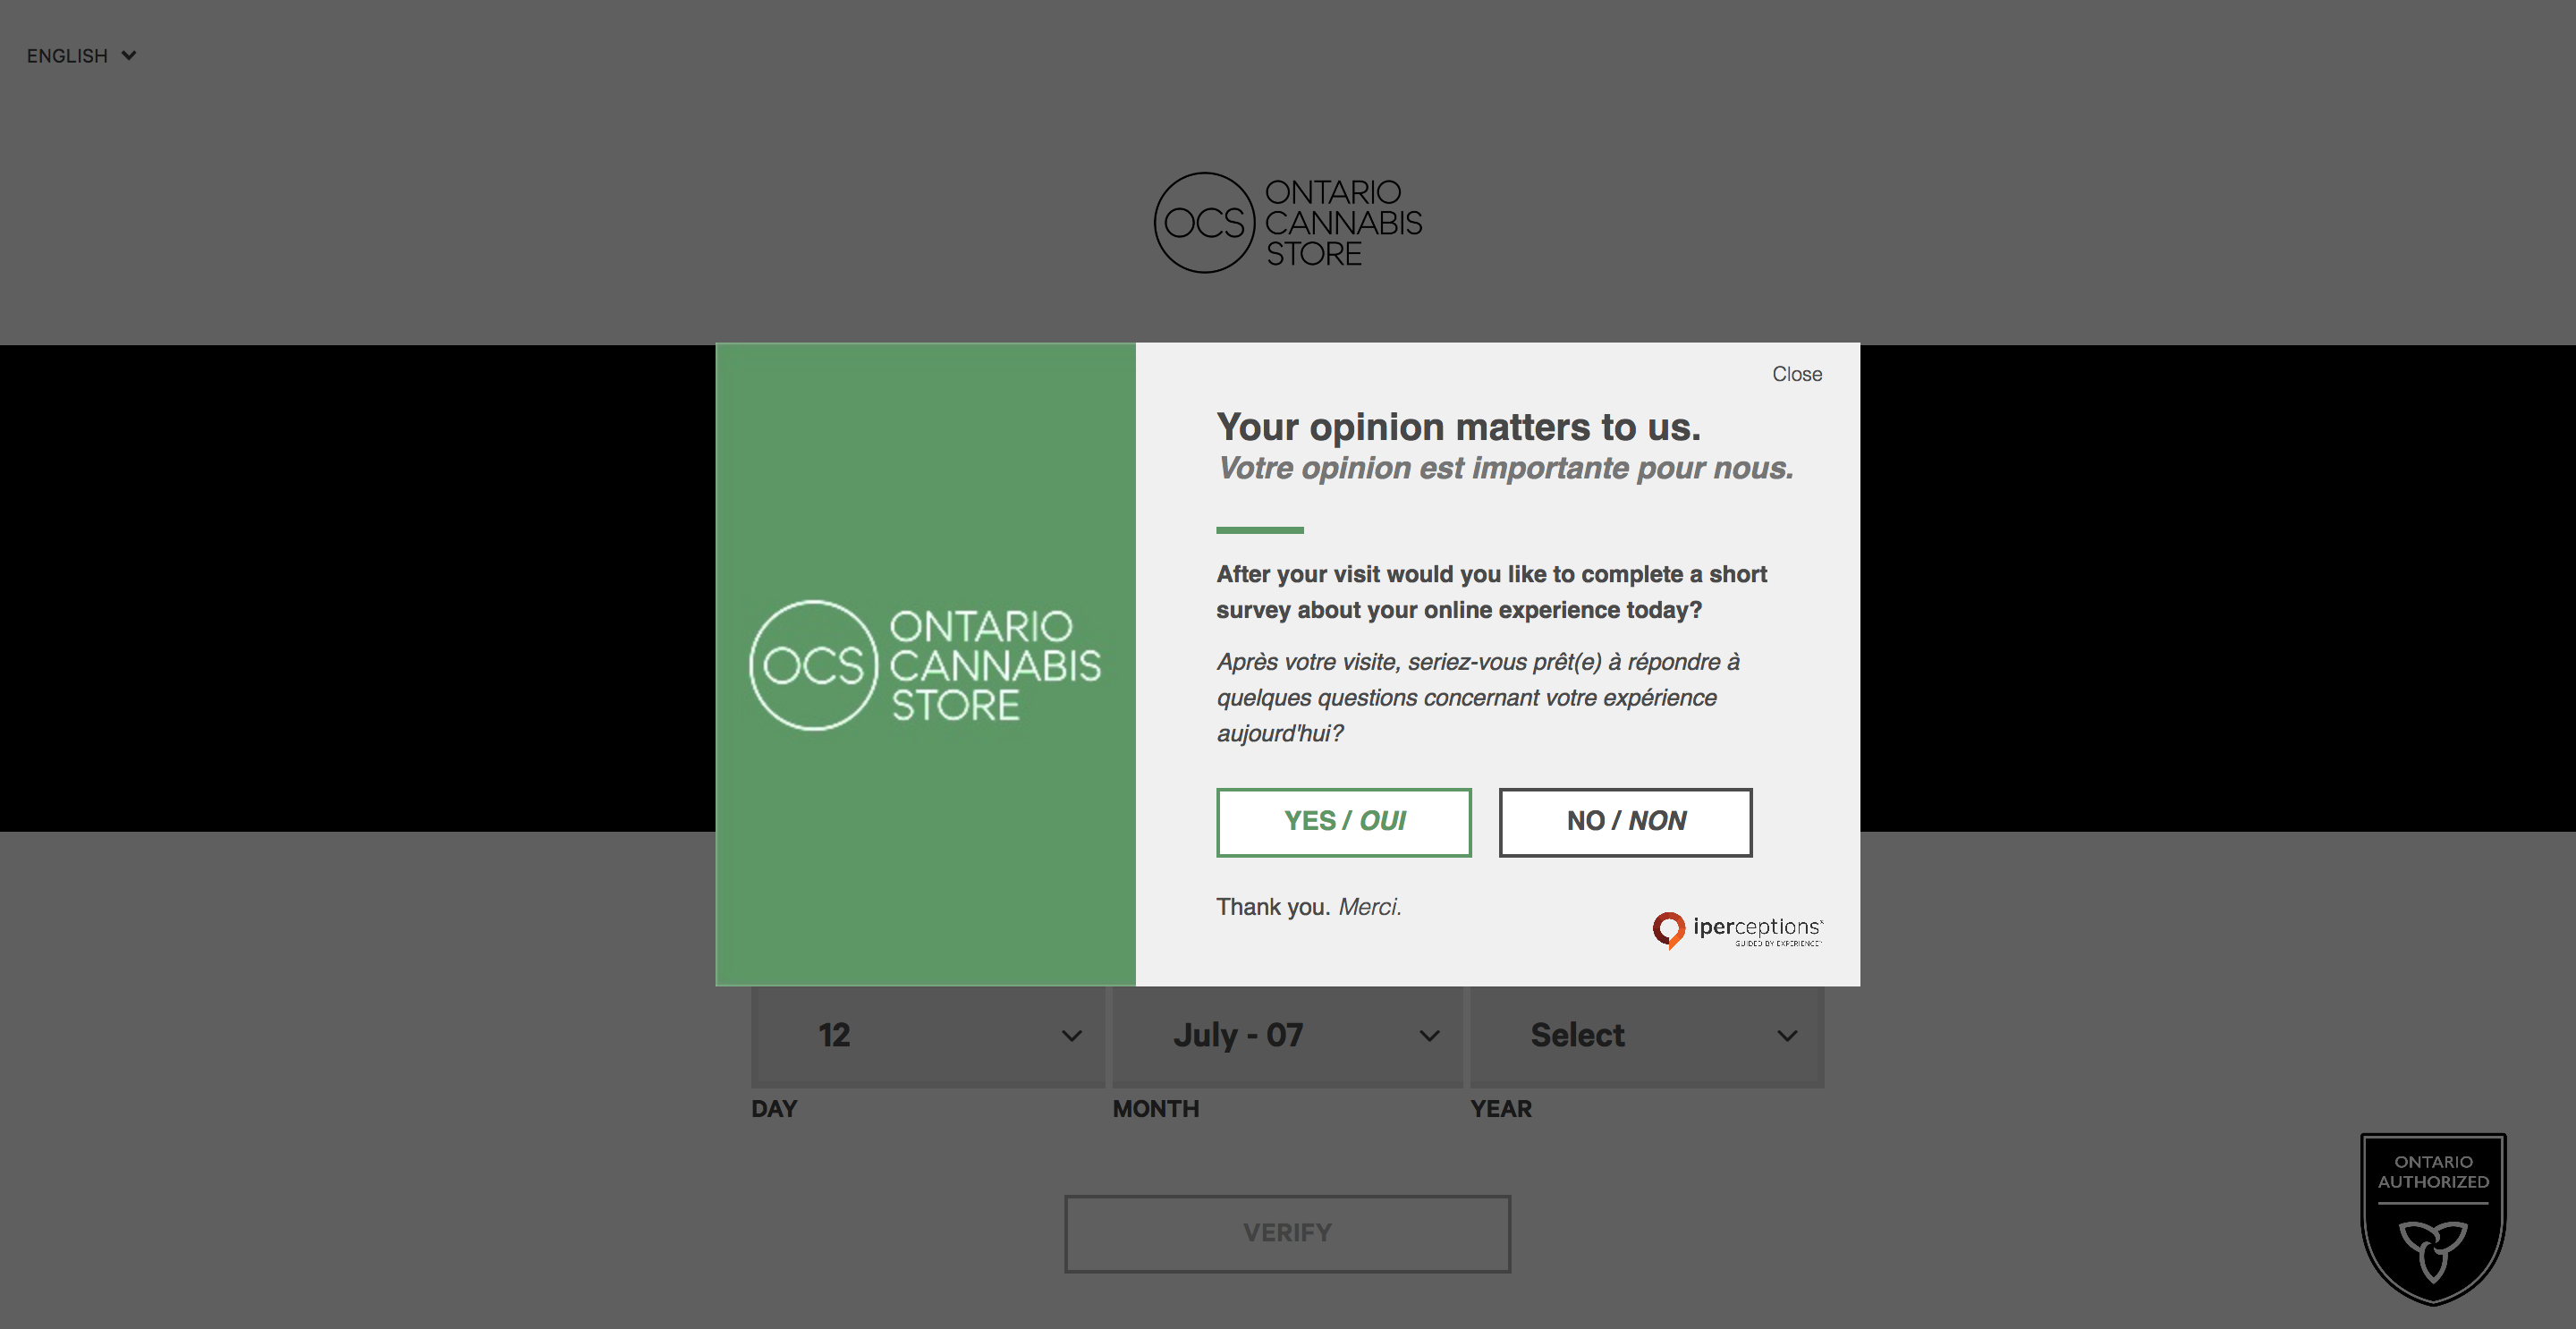 ENGLISH
OCS
ONTARIO
CANNABIS
STORE
Close
Your opinion matters to us.
Votre opinion est importante pour nous.
After your visit would you like to complete a short
survey about your online experience today?
Après votre visite, seriez-vous prêt(e) à répondre à
quelques questions concernant votre expérience
aujourd'hui?
OCS
ONTARIO
CANNABIS
STORE
YES / OUI
NO / NON
Thank you. Merci.
iperceptions
GUIDED BY EXPERIENCE
12
July - 07
Select
DAY
MONTH
YEAR
VERIFY
ONTARIO
AUTHORIZED